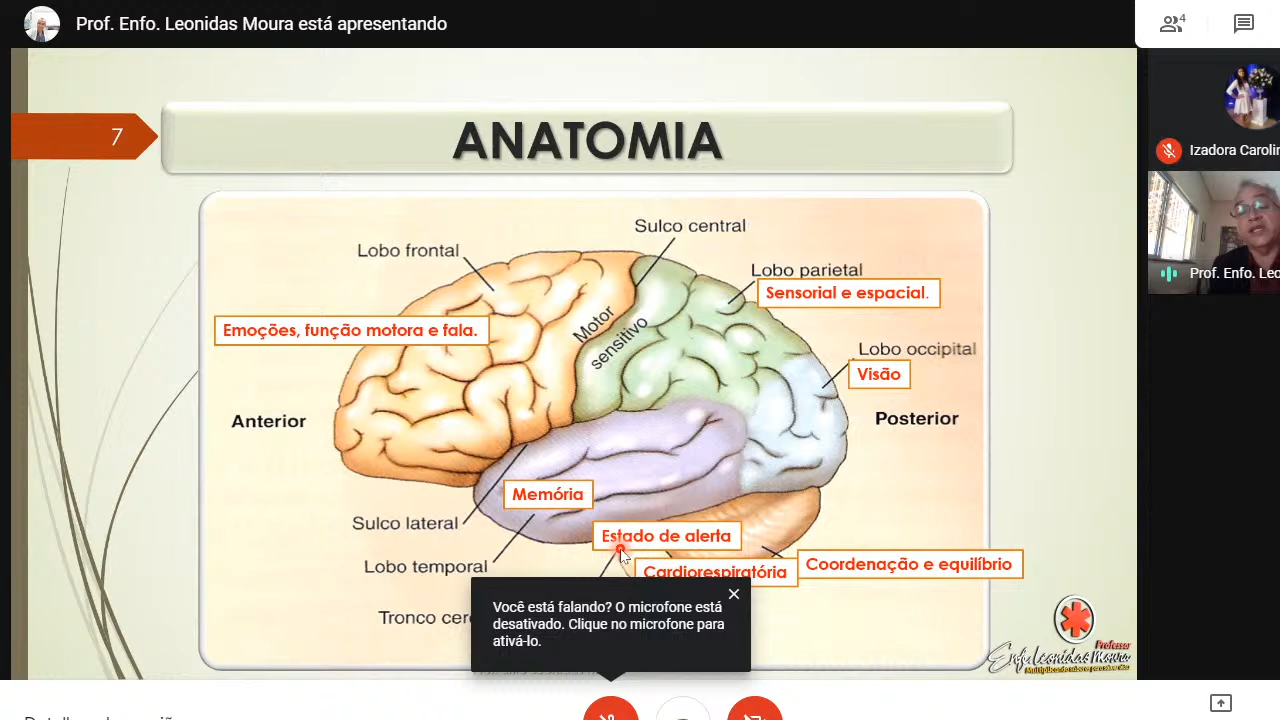 Prof. Enfo. Leonidas Moura está apresentando
4
7
ANATOMIA
Izadora Carolin
Prof. Enfo. Leo
Sulco central
Lobo frontal
Lobo parietal
Sensorial e espacial.
Motor
sensitivo
Emoções, função motora e fala.
Lobo occipital
Visão
Anterior
Posterior
Memória
Sulco lateral
Estado de alerta
Lobo temporal
Cardiorespiratória
Coordenação e equilíbrio
Tronco cere
Você está falando? O microfone está
desativado. Clique no microfone para
ativá-lo.
Professor
Enfº Leonidas Moura